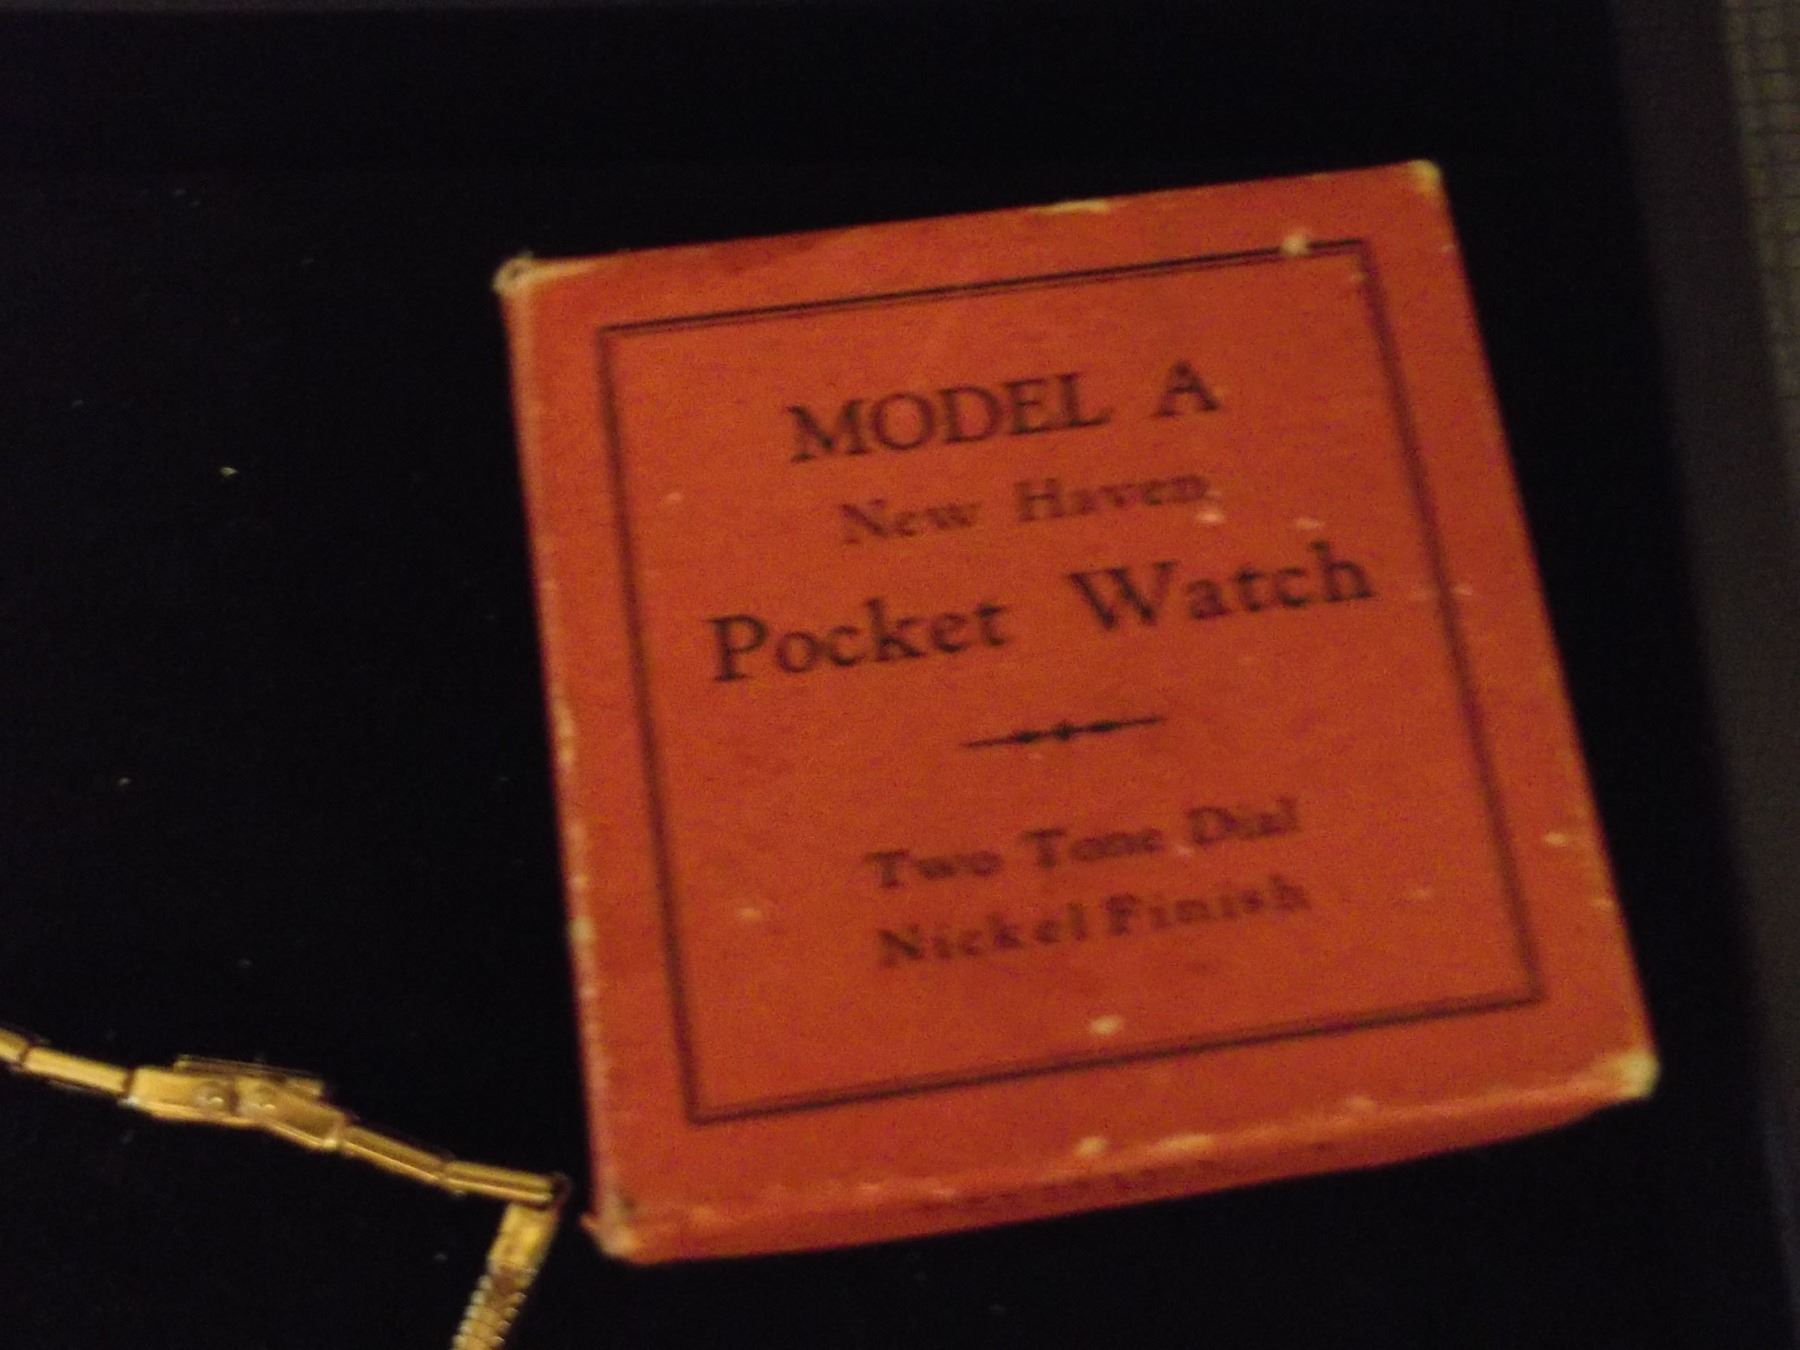 MODEL A
New Haven
Pocket Watch
Two Tone Dial
Nickel Finish